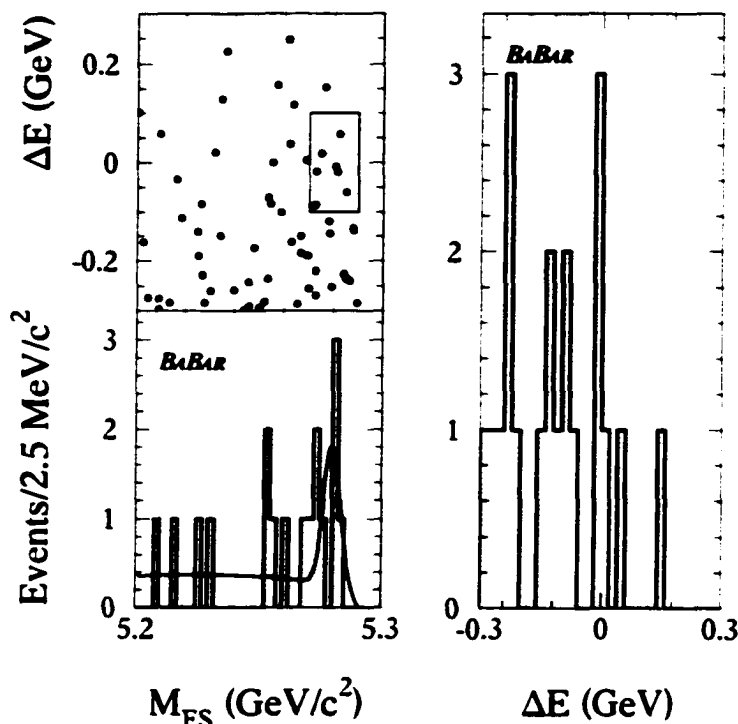 ΔE (GeV)
0.2
0
-0.2
Events/2.5 MeV/c²
3
2
1
0
BABAR
5.2
5.3
M_ES (GeV/c²)
3
2
1
0
BABAR
-0.3
0
0.3
ΔE (GeV)